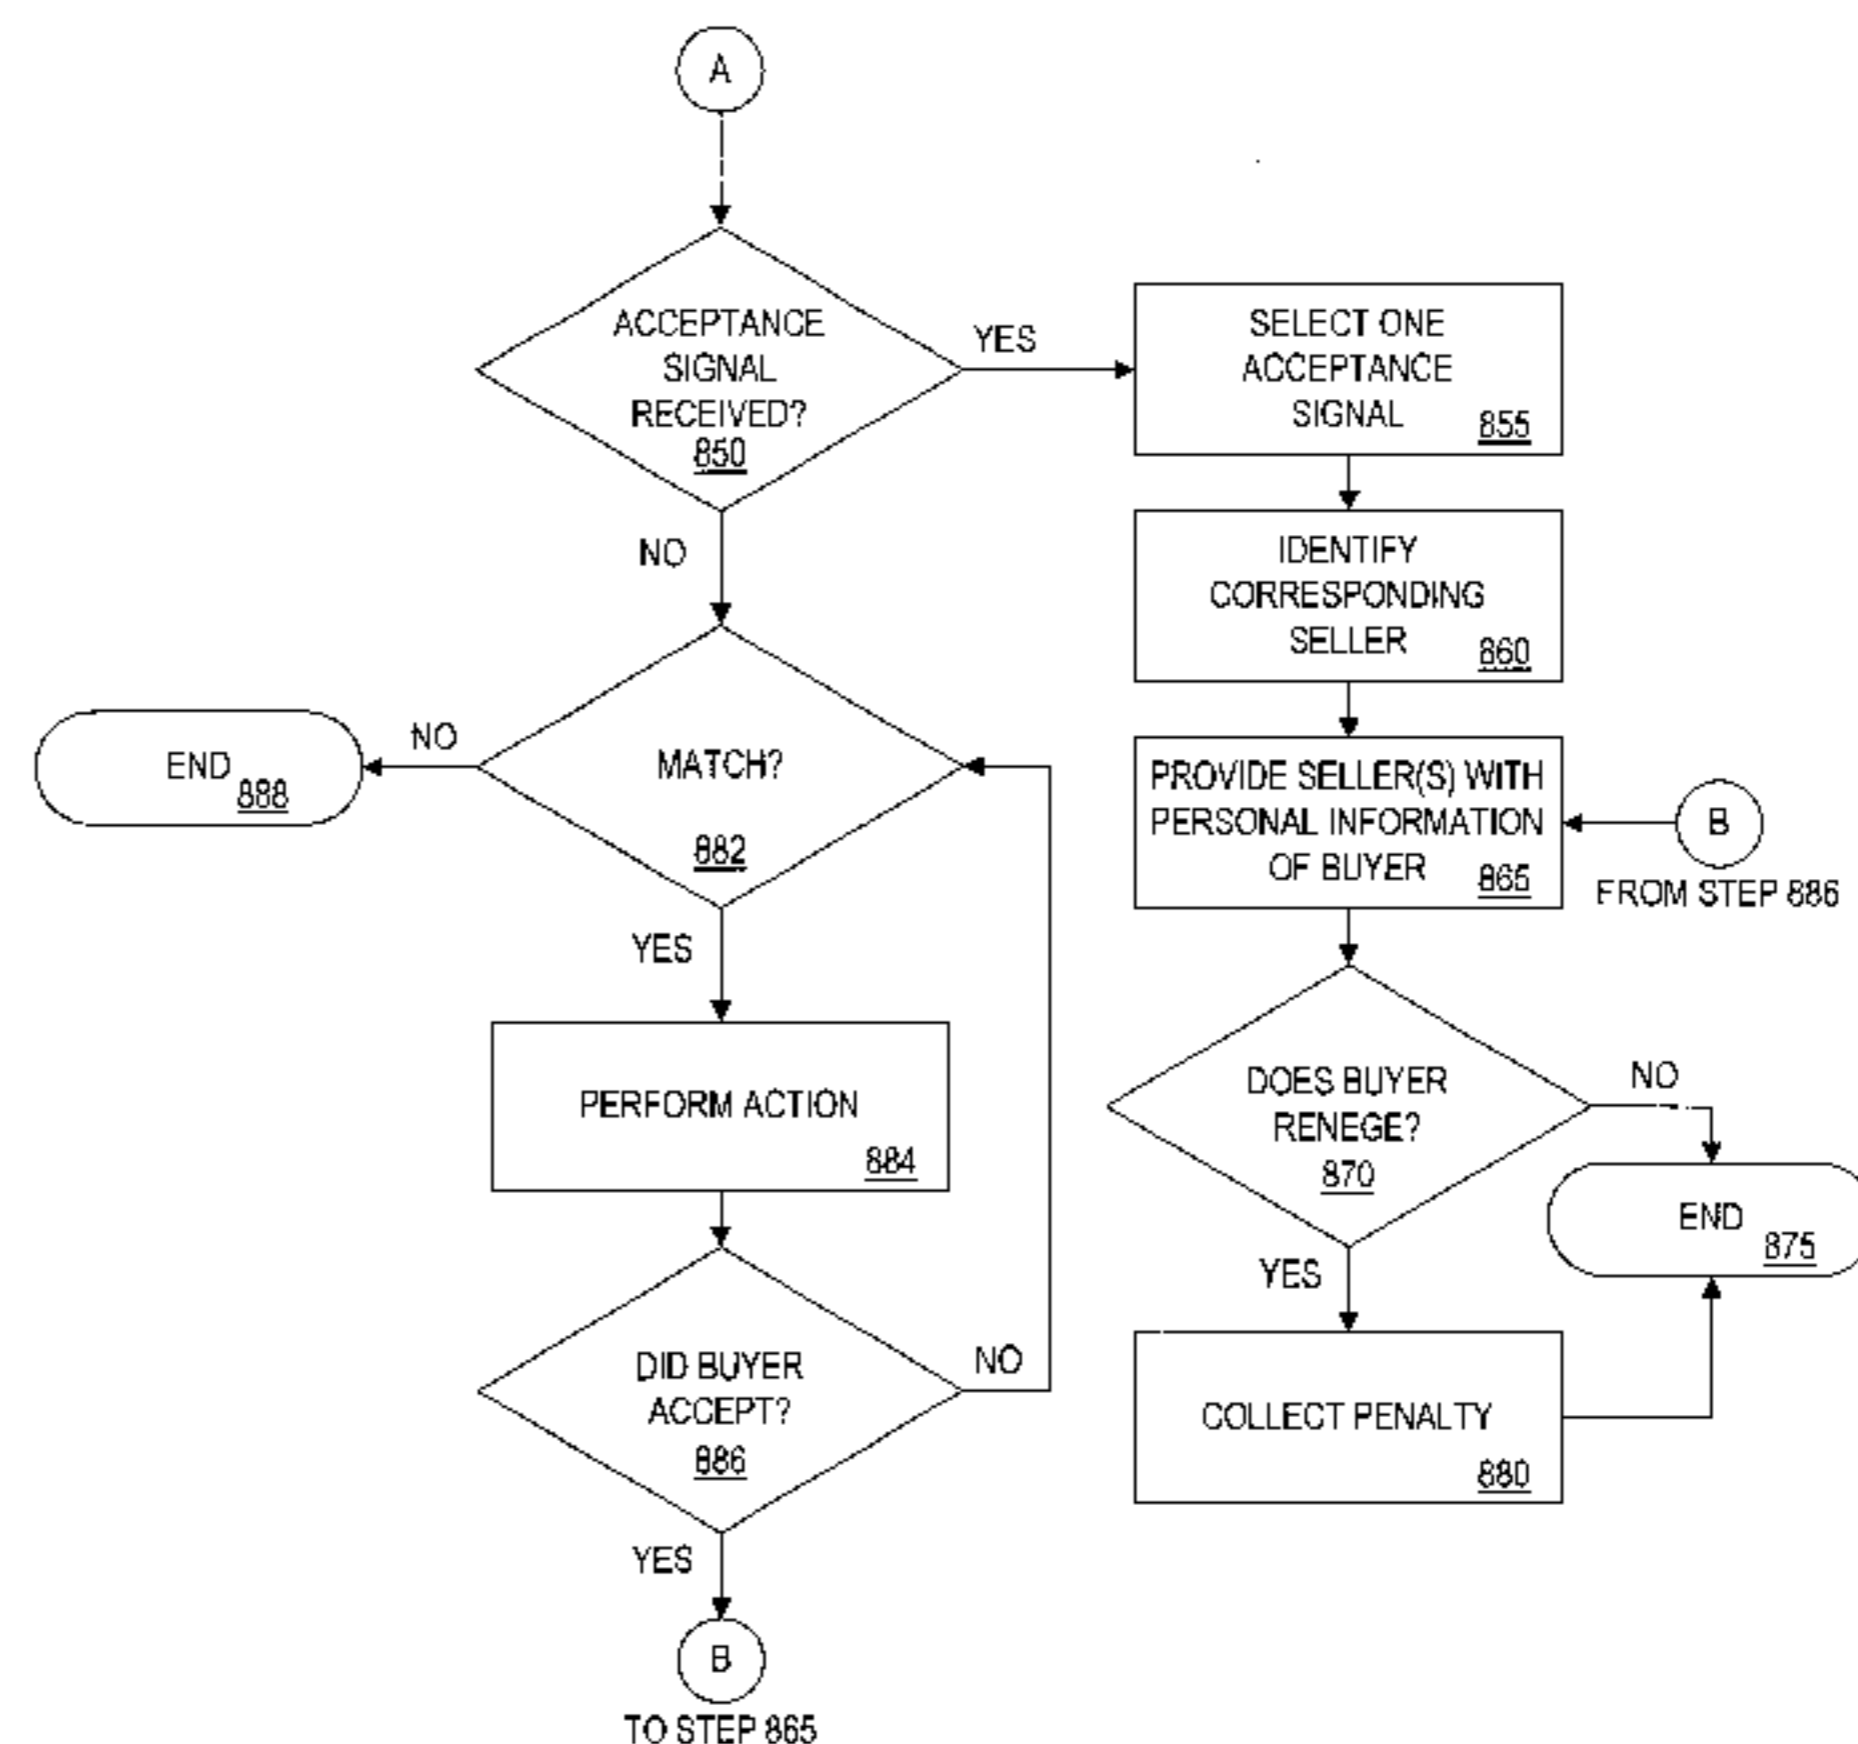 A
ACCEPTANCE
SIGNAL
RECEIVED?
850
YES
SELECT ONE
ACCEPTANCE
SIGNAL
855
NO
IDENTIFY
CORRESPONDING
SELLER
860
END
888
NO
MATCH?
882
PROVIDE SELLER(S) WITH
PERSONAL INFORMATION
OF BUYER
865
B
FROM STEP 886
YES
PERFORM ACTION
884
DOES BUYER
RENEGE?
870
NO
END
875
YES
DID BUYER
ACCEPT?
886
NO
COLLECT PENALTY
880
YES
B
TO STEP 865